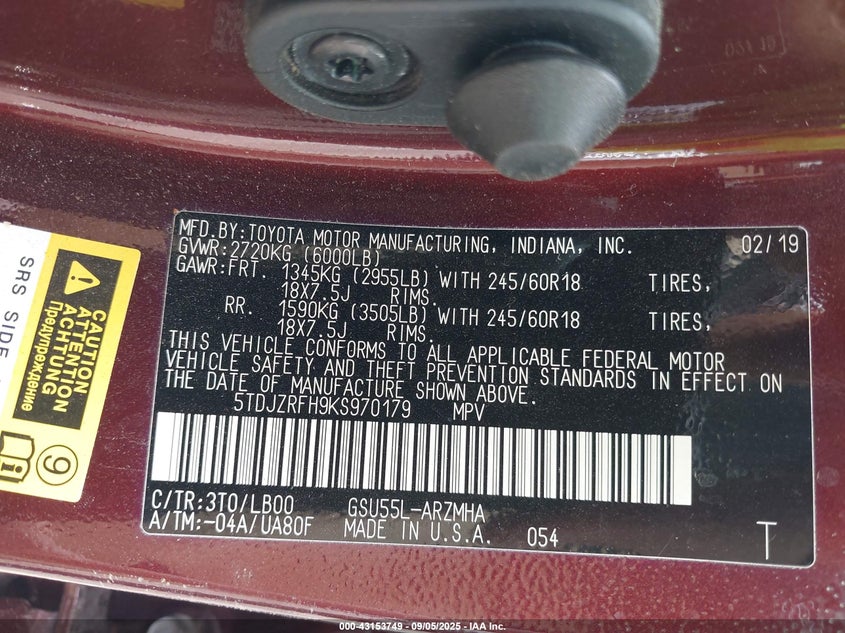 MFD.BY:TOYOTA MOTOR MANUFACTURING, INDIANA, INC. 02/19
GVWR:2720KG (6000LB)
GAWR:FRT. 1345KG (2955LB) WITH 245/60R18 TIRES,
18X7.5J RIMS.
RR. 1590KG (3505LB) WITH 245/60R18 TIRES,
18X7.5J RIMS.
THIS VEHICLE CONFORMS TO ALL APPLICABLE FEDERAL MOTOR
VEHICLE SAFETY AND THEFT PREVENTION STANDARDS IN EFFECT ON
THE DATE OF MANUFACTURE SHOWN ABOVE.
5TDJZRFH9KS970179 MPV
C/TR:3T0/LB00 GSU55L-ARZMHA
A/TM:-04A/UA80F MADE IN U.S.A. 054 T
CAUTION
ATTENTION
ACHTUNG
Предупреждение
SRS SIDE
9
000-43153749 - 09/05/2025 - IAA Inc.